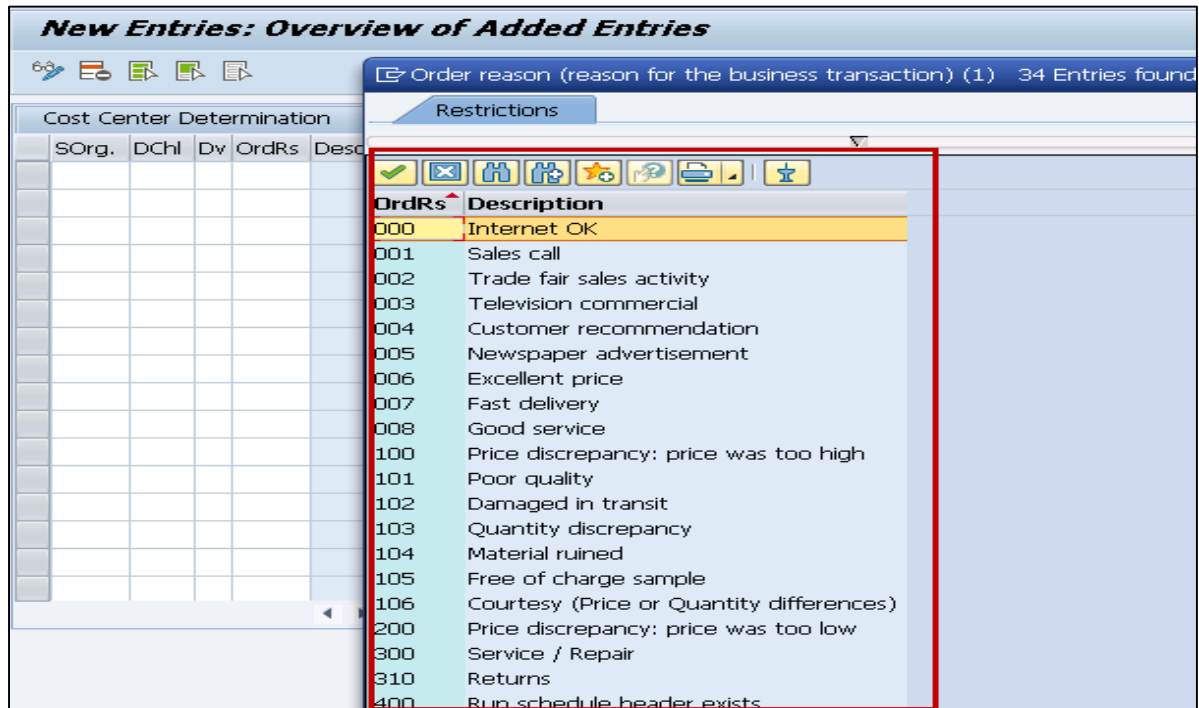 New Entries: Overview of Added Entries
Order reason (reason for the business transaction) (1) 34 Entries found
Restrictions
Cost Center Determination
SOrg. DChl Dv OrdRs Desc
OrdRs Description
000 Internet OK
001 Sales call
002 Trade fair sales activity
003 Television commercial
004 Customer recommendation
005 Newspaper advertisement
006 Excellent price
007 Fast delivery
008 Good service
100 Price discrepancy: price was too high
101 Poor quality
102 Damaged in transit
103 Quantity discrepancy
104 Material ruined
105 Free of charge sample
106 Courtesy (Price or Quantity differences)
200 Price discrepancy: price was too low
300 Service / Repair
310 Returns
400 Run schedule header exists